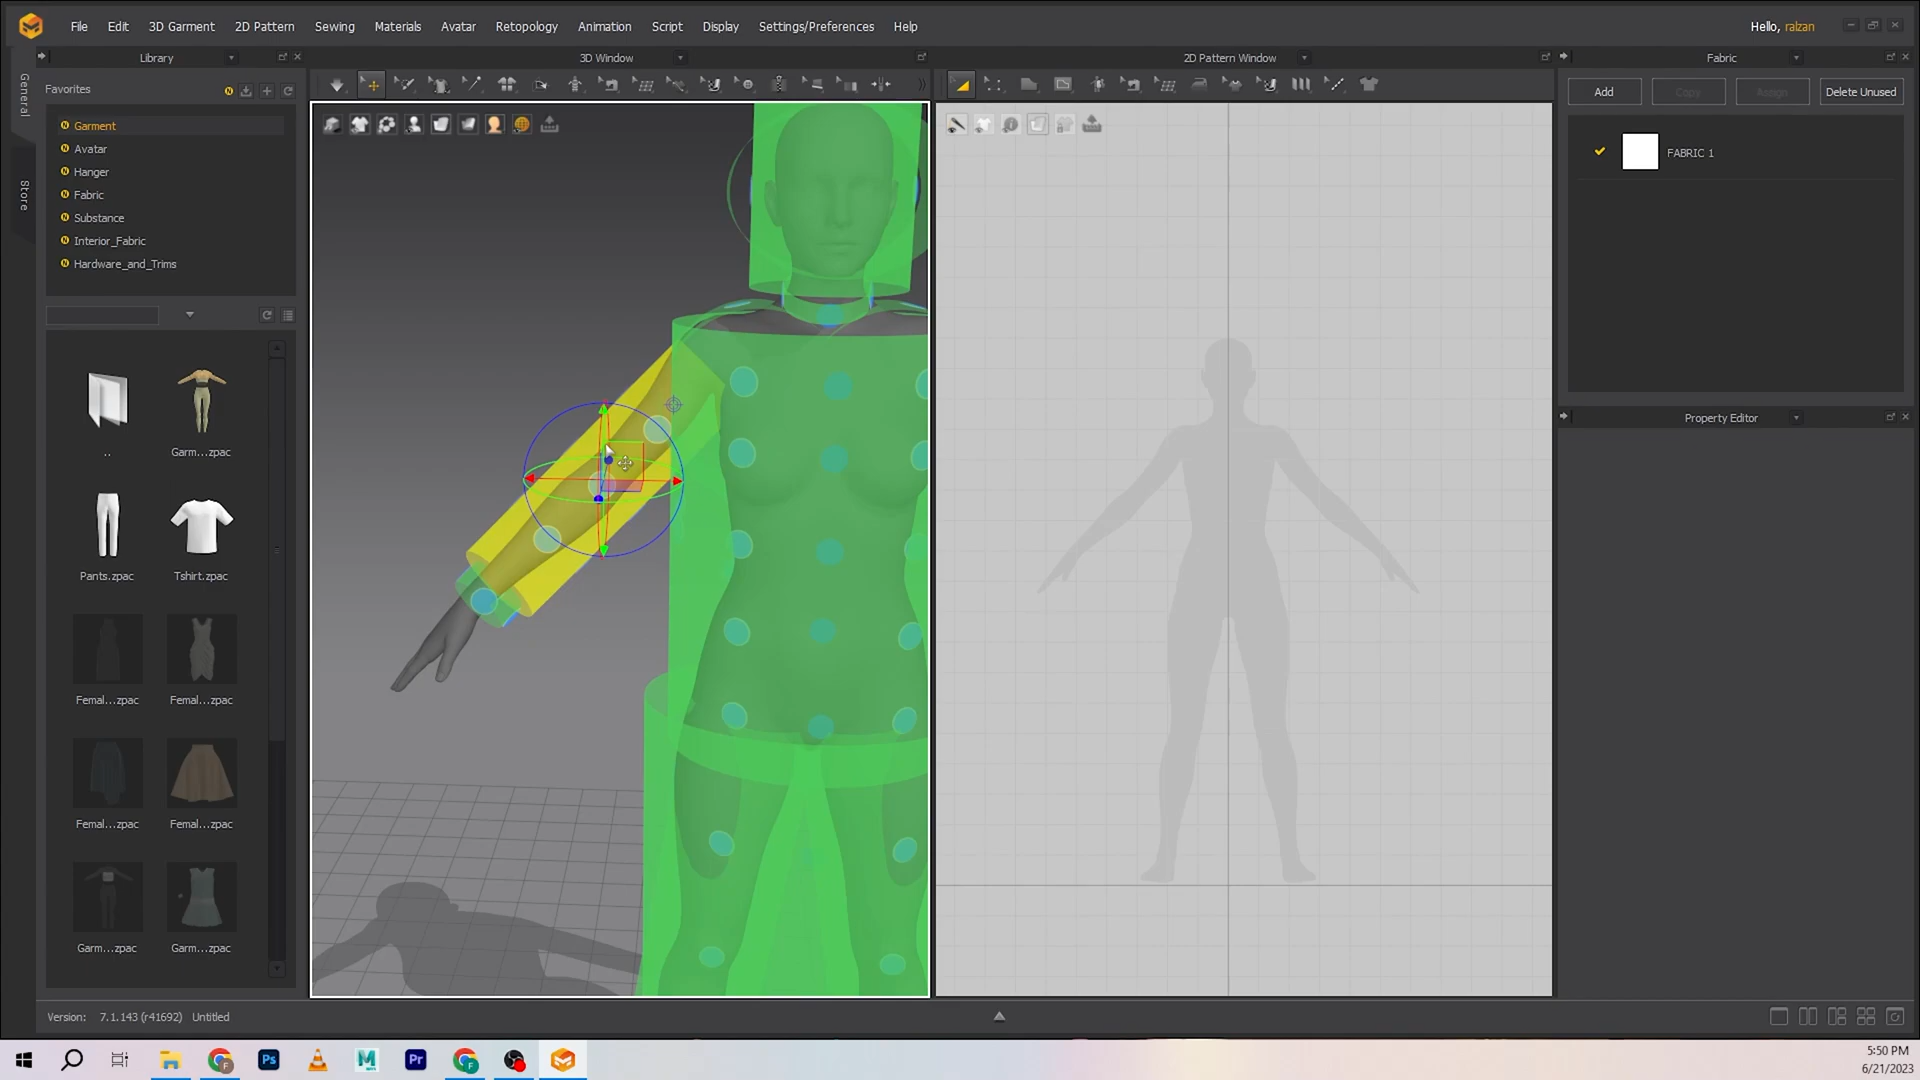 File Edit 3D Garment 2D Pattern Sewing Materials Avatar Retopology Animation Script Display Settings/Preferences Help
Hello, ralzan
Library
3D Window
2D Pattern Window
Fabric
General
Store
Favorites
Garment
Avatar
Hanger
Fabric
Substance
Interior_Fabric
Hardware_and_Trims
Add Copy Assign Delete Unused
FABRIC 1
Property Editor
.. Garm...zpac
Pants.zpac Tshirt.zpac
Femal...zpac Femal...zpac
Femal...zpac Femal...zpac
Garm...zpac Garm...zpac
Version: 7.1.143 (r41692) Untitled
Ps M Pr
5:50 PM
6/21/2023